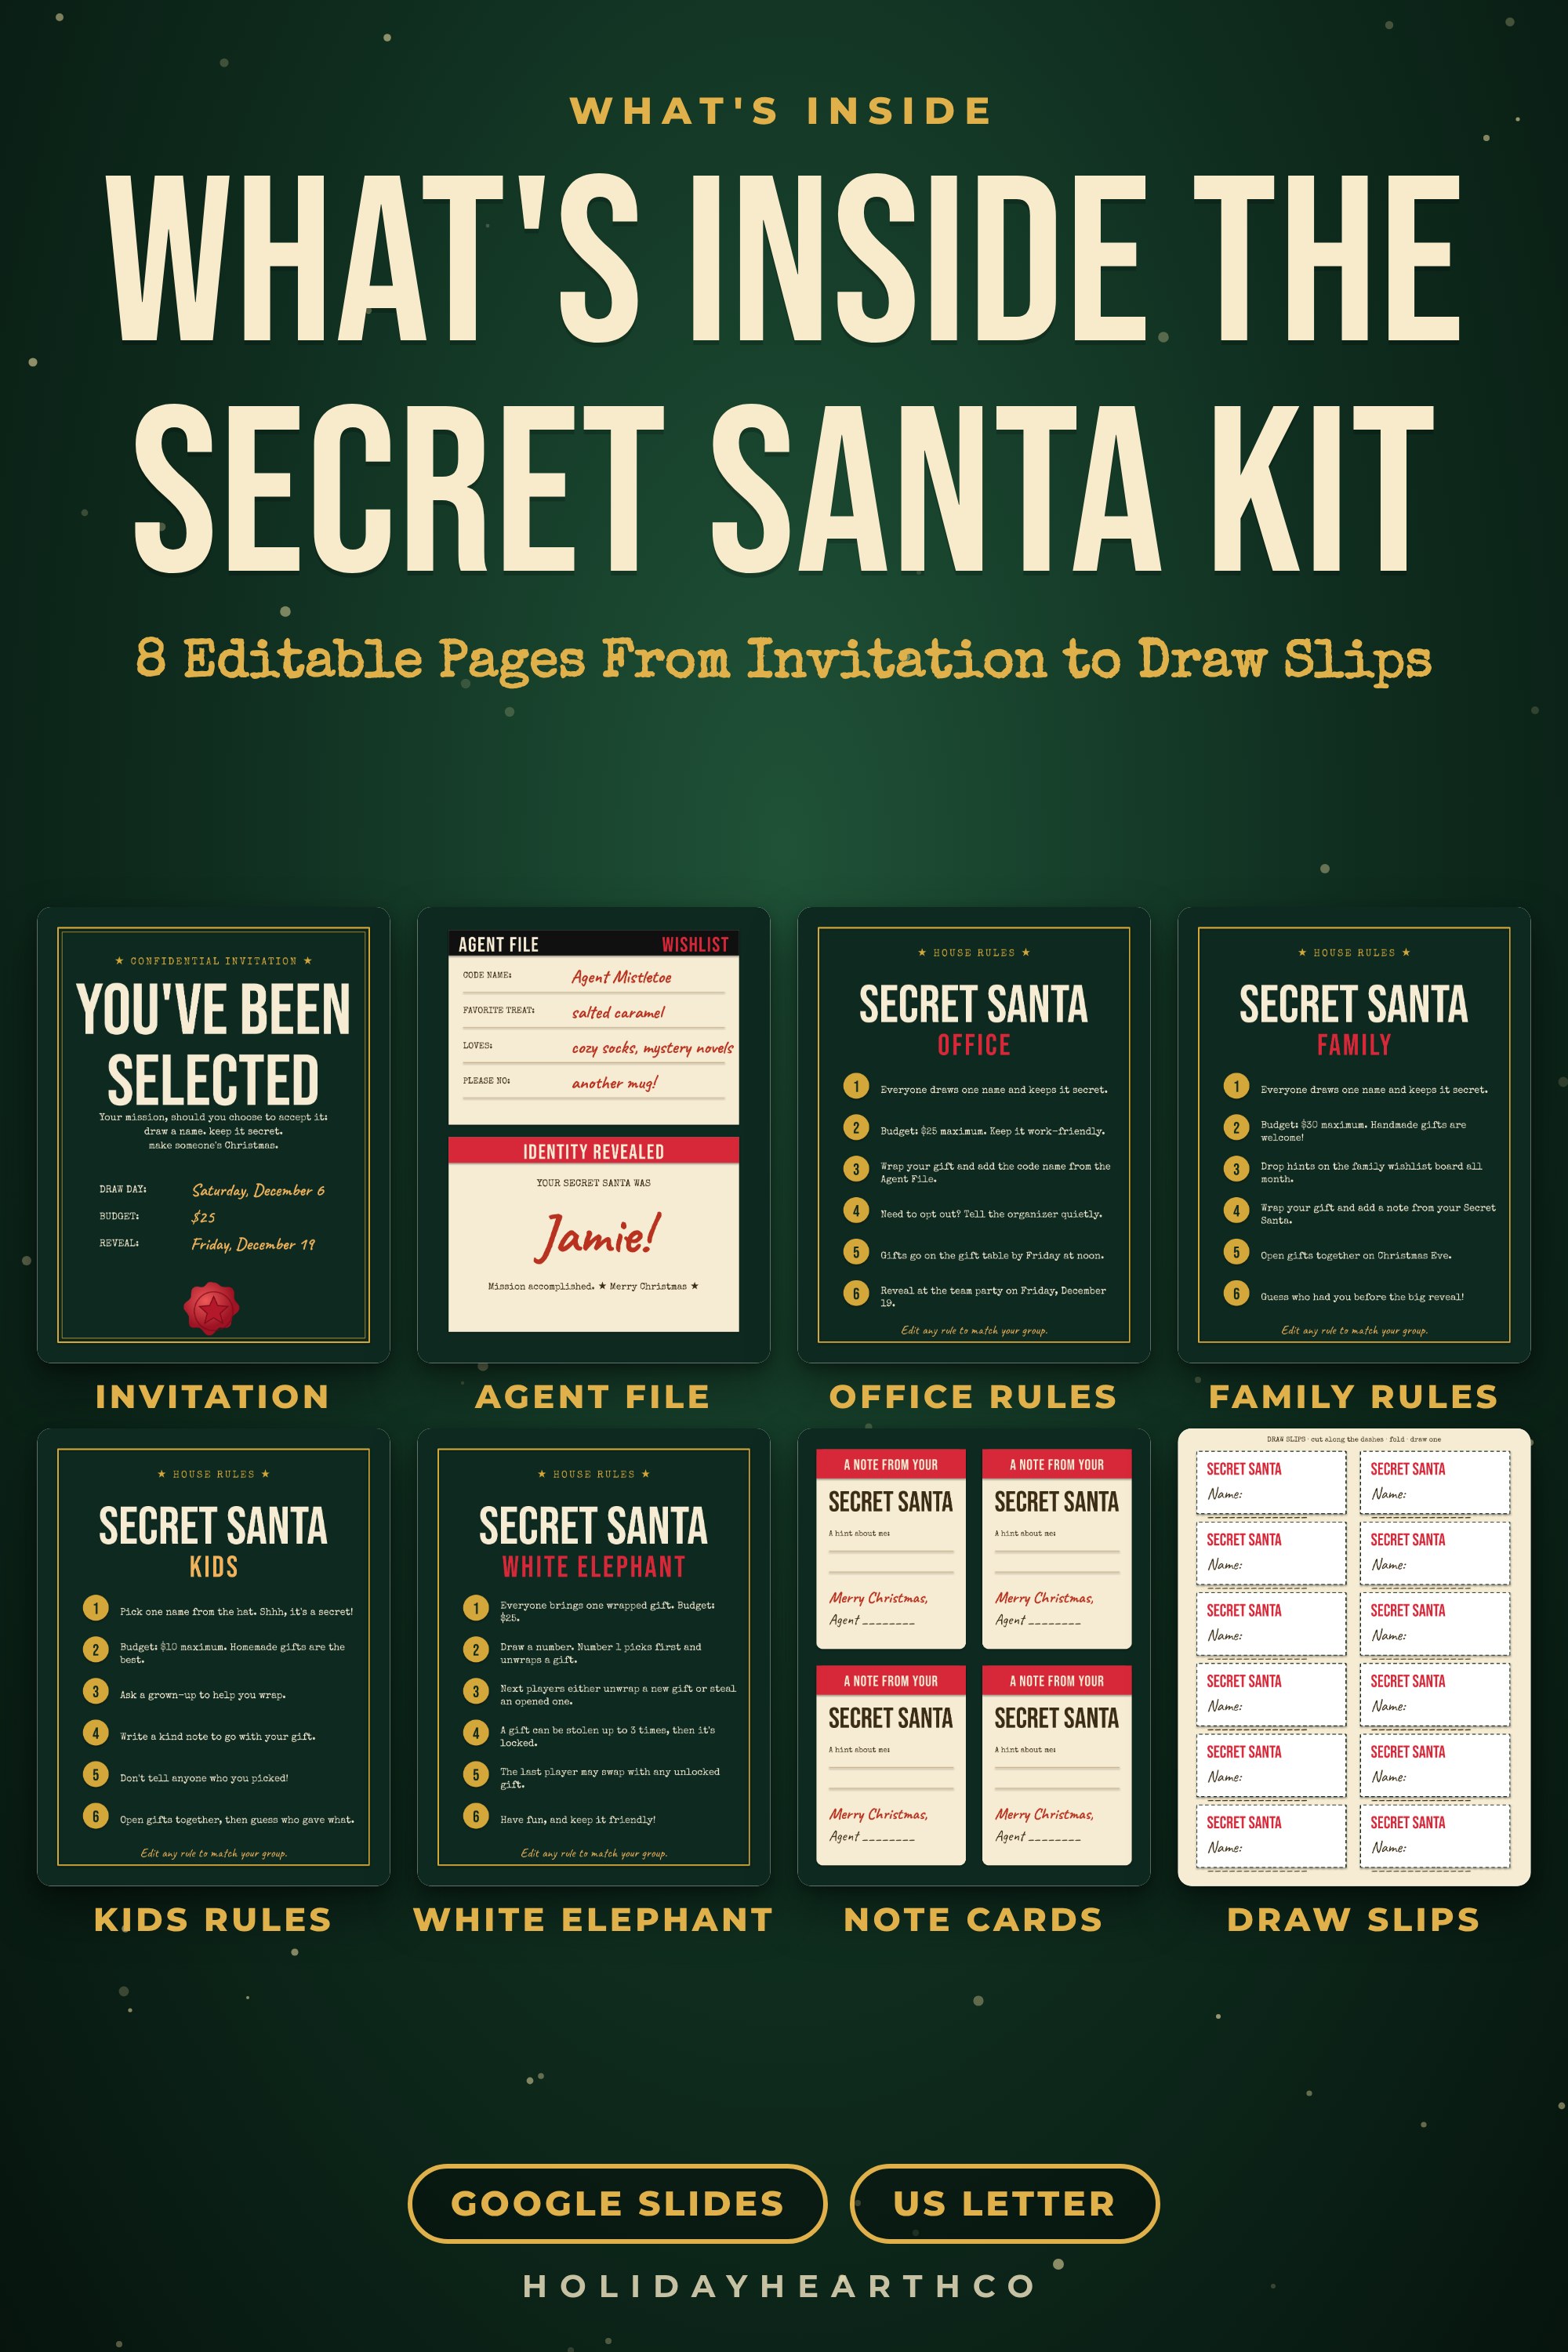 WHAT'S INSIDE
WHAT'S INSIDE THE
SECRET SANTA KIT
8 Editable Pages From Invitation to Draw Slips
★ CONFIDENTIAL INVITATION ★
YOU'VE BEEN
SELECTED
Your mission, should you choose to accept it:
draw a name. keep it secret.
make someone's Christmas.
DRAW DAY: Saturday, December 6
BUDGET: $25
REVEAL: Friday, December 19
INVITATION
AGENT FILE WISHLIST
CODE NAME: Agent Mistletoe
FAVORITE TREAT: salted caramel
LOVES: cozy socks, mystery novels
PLEASE NO: another mug!
IDENTITY REVEALED
YOUR SECRET SANTA WAS
Jamie!
Mission accomplished. ★ Merry Christmas ★
AGENT FILE
★ HOUSE RULES ★
SECRET SANTA
OFFICE
1 Everyone draws one name and keeps it secret.
2 Budget: $25 maximum. Keep it work-friendly.
3 Wrap your gift and add the code name from the
Agent File.
4 Need to opt out? Tell the organizer quietly.
5 Gifts go on the gift table by Friday at noon.
6 Reveal at the team party on Friday, December
19.
Edit any rule to match your group.
OFFICE RULES
★ HOUSE RULES ★
SECRET SANTA
FAMILY
1 Everyone draws one name and keeps it secret.
2 Budget: $30 maximum. Handmade gifts are
welcome!
3 Drop hints on the family wishlist board all
month.
4 Wrap your gift and add a note from your Secret
Santa.
5 Open gifts together on Christmas Eve.
6 Guess who had you before the big reveal!
Edit any rule to match your group.
FAMILY RULES
★ HOUSE RULES ★
SECRET SANTA
KIDS
1 Pick one name from the hat. Shhh, it's a secret!
2 Budget: $10 maximum. Homemade gifts are the
best.
3 Ask a grown-up to help you wrap.
4 Write a kind note to go with your gift.
5 Don't tell anyone who you picked!
6 Open gifts together, then guess who gave what.
Edit any rule to match your group.
KIDS RULES
★ HOUSE RULES ★
SECRET SANTA
WHITE ELEPHANT
1 Everyone brings one wrapped gift. Budget:
$25.
2 Draw a number. Number 1 picks first and
unwraps a gift.
3 Next players either unwrap a new gift or steal
an opened one.
4 A gift can be stolen up to 3 times, then it's
locked.
5 The last player may swap with any unlocked
gift.
6 Have fun, and keep it friendly!
Edit any rule to match your group.
WHITE ELEPHANT
A NOTE FROM YOUR
SECRET SANTA
A hint about me:
Merry Christmas,
Agent ________
A NOTE FROM YOUR
SECRET SANTA
A hint about me:
Merry Christmas,
Agent ________
A NOTE FROM YOUR
SECRET SANTA
A hint about me:
Merry Christmas,
Agent ________
A NOTE FROM YOUR
SECRET SANTA
A hint about me:
Merry Christmas,
Agent ________
NOTE CARDS
DRAW SLIPS · cut along the dashes · fold · draw one
SECRET SANTA
Name:
SECRET SANTA
Name:
SECRET SANTA
Name:
SECRET SANTA
Name:
SECRET SANTA
Name:
SECRET SANTA
Name:
SECRET SANTA
Name:
SECRET SANTA
Name:
SECRET SANTA
Name:
SECRET SANTA
Name:
SECRET SANTA
Name:
SECRET SANTA
Name:
DRAW SLIPS
GOOGLE SLIDES
US LETTER
HOLIDAYHEARTHCO